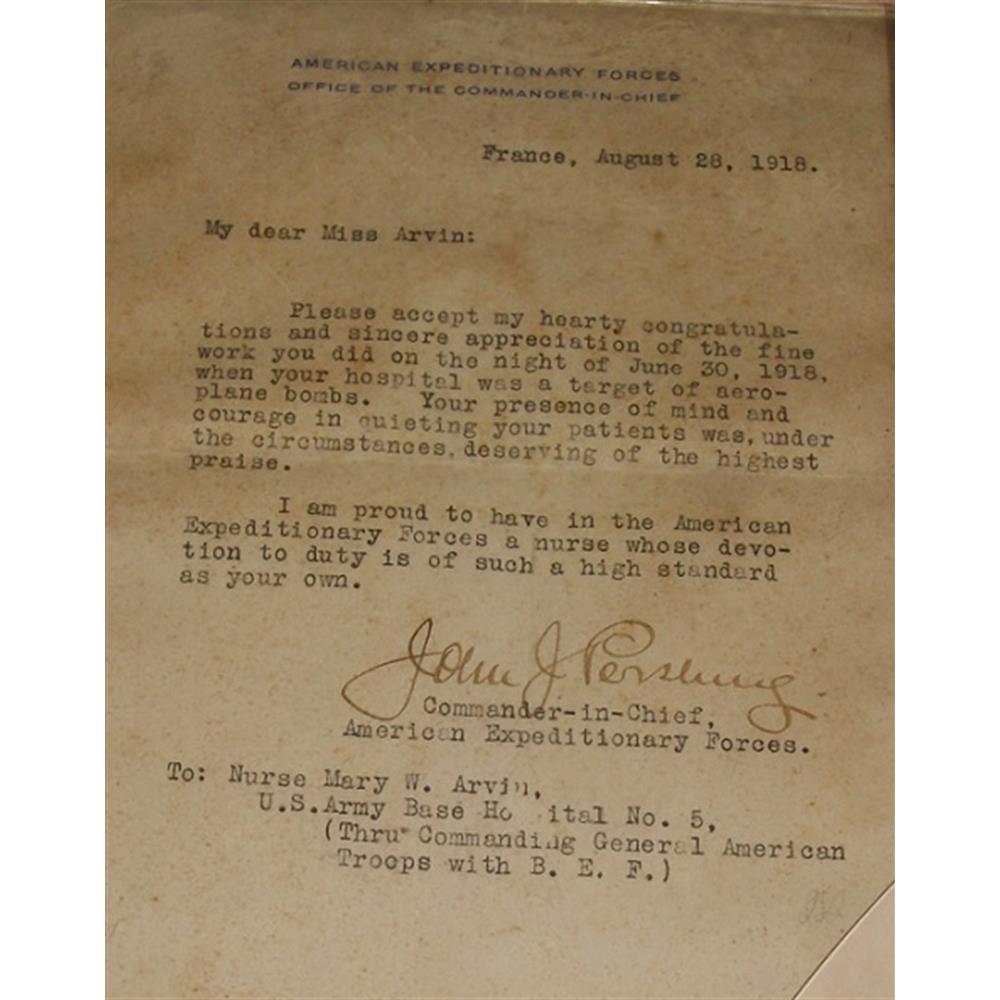 AMERICAN EXPEDITIONARY FORCES
OFFICE OF THE COMMANDER-IN-CHIEF
France, August 28, 1918.
My dear Miss Arvin:
Please accept my hearty congratula-
tions and sincere appreciation of the fine
work you did on the night of June 30, 1918,
when your hospital was a target of aero-
plane bombs. Your presence of mind and
courage in quieting your patients was, under
the circumstances, deserving of the highest
praise.
I am proud to have in the American
Expeditionary Forces a nurse whose devo-
tion to duty is of such a high standard
as your own.
John J. Pershing.
Commander-in-Chief,
American Expeditionary Forces.
To: Nurse Mary W. Arvin,
U.S.Army Base Hospital No. 5,
(Thru Commanding General American
Troops with B. E. F.)